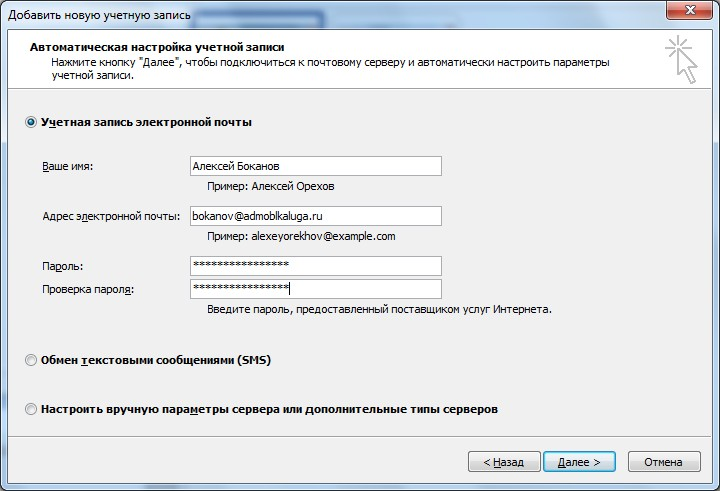 Добавить новую учетную запись
Автоматическая настройка учетной записи
Нажмите кнопку "Далее", чтобы подключиться к почтовому серверу и автоматически настроить параметры
учетной записи.
Учетная запись электронной почты
Ваше имя: Алексей Боканов
Пример: Алексей Орехов
Адрес электронной почты: bokanov@admoblkaluga.ru
Пример: alexeyorekhov@example.com
Пароль: ****************
Проверка пароля: ****************
Введите пароль, предоставленный поставщиком услуг Интернета.
Обмен текстовыми сообщениями (SMS)
Настроить вручную параметры сервера или дополнительные типы серверов
< Назад Далее > Отмена